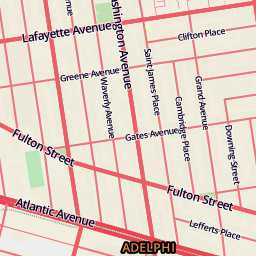 Lafayette Avenue
Clifton Place
Washington Avenue
Avenue
Saint James Place
Greene Avenue
Waverly Avenue
Grand Avenue
Cambridge Place
Downing Street
Gates Avenue
Fulton Street
Fulton Street
Atlantic Avenue
Lefferts Place
ADELPHI